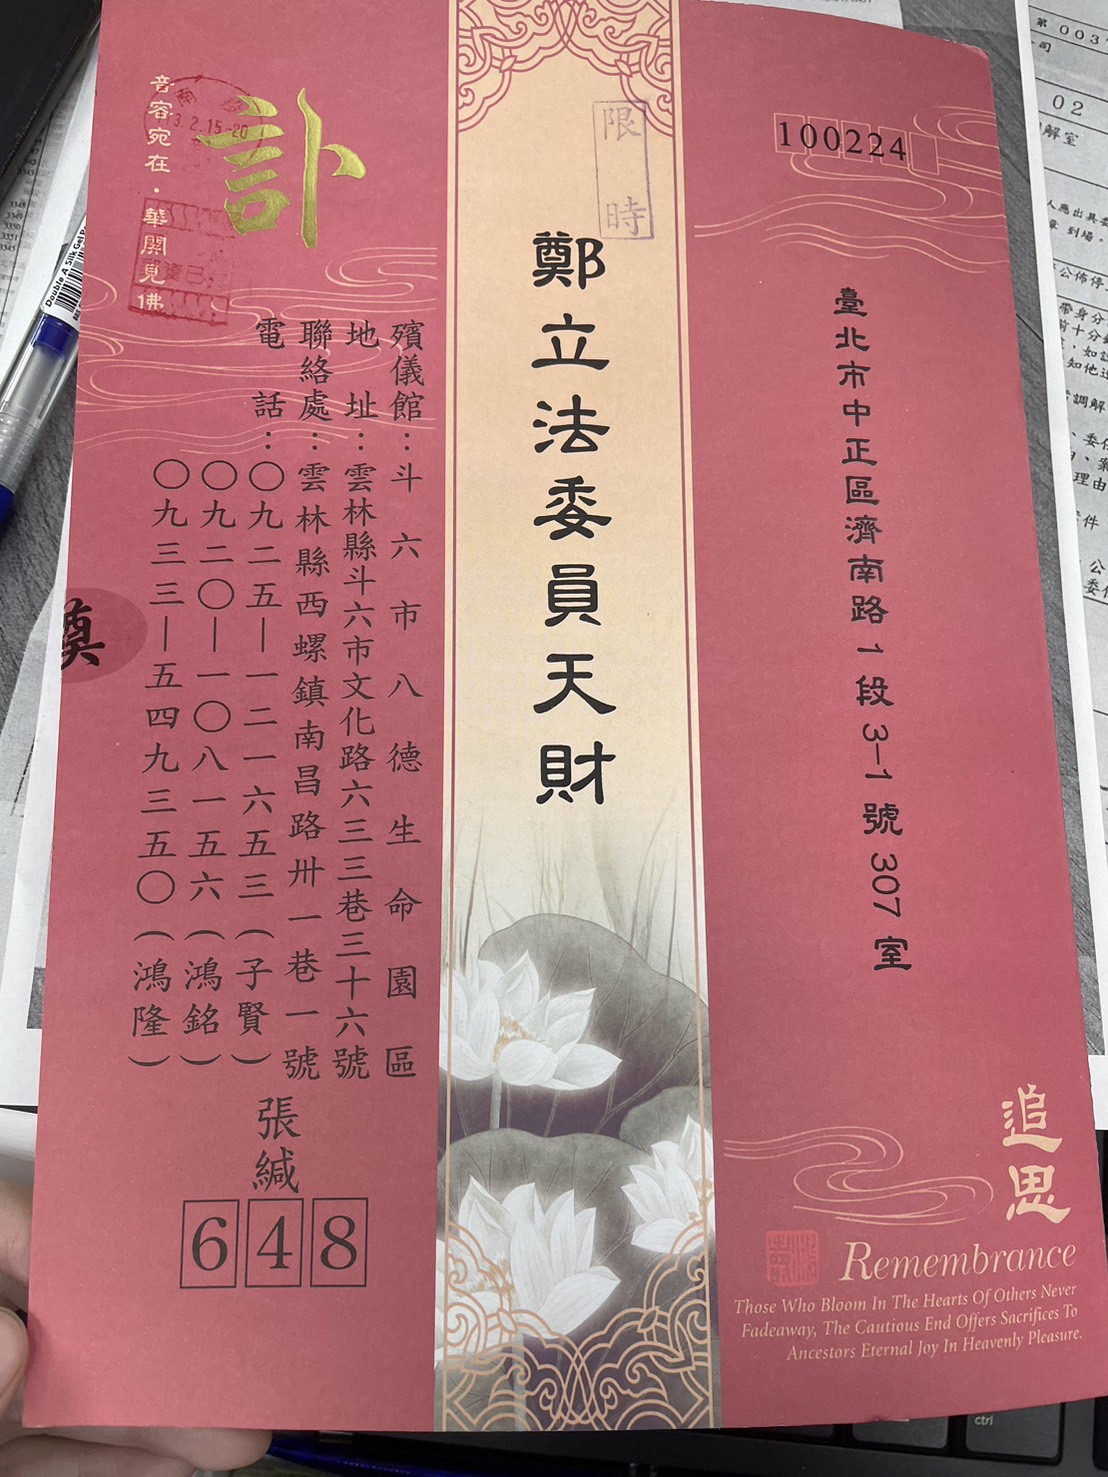 100224
臺北市中正區濟南路1段3-1號307室
限時
鄭立法委員天財
訃
音容宛在・華開見佛
殯儀館：斗六市八德生命園區
地址：雲林縣斗六市文化路六三三巷三十六號
聯絡處：雲林縣西螺鎮南昌路卅一巷一號
電話：〇九二五—一二一六五三（子賢）
〇九二〇—一〇八一五六（鴻銘）
〇九三三—五四九三五〇（鴻隆）
張緘
648
奠
追思
Remembrance
Those Who Bloom In The Hearts Of Others Never
Fadeaway, The Cautious End Offers Sacrifices To
Ancestors Eternal Joy In Heavenly Pleasure.
Double A Silk Gel P
ctrl